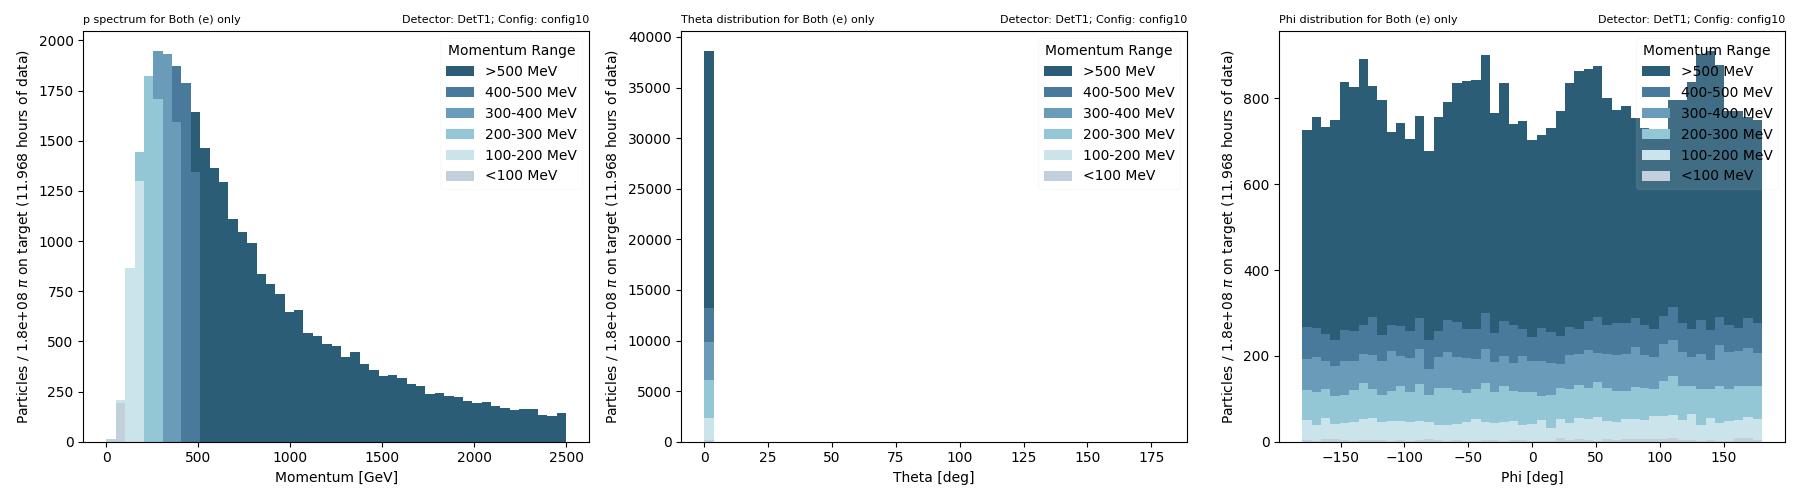 p spectrum for Both (e) only
Detector: DetT1; Config: config10
Particles / 1.8e+08 π on target (11.968 hours of data)
2000
1750
1500
1250
1000
750
500
250
0
Momentum Range
>500 MeV
400-500 MeV
300-400 MeV
200-300 MeV
100-200 MeV
<100 MeV
0 500 1000 1500 2000 2500
Momentum [GeV]
Theta distribution for Both (e) only
Detector: DetT1; Config: config10
Particles / 1.8e+08 π on target (11.968 hours of data)
40000
35000
30000
25000
20000
15000
10000
5000
0
Momentum Range
>500 MeV
400-500 MeV
300-400 MeV
200-300 MeV
100-200 MeV
<100 MeV
0 25 50 75 100 125 150 175
Theta [deg]
Phi distribution for Both (e) only
Detector: DetT1; Config: config10
Particles / 1.8e+08 π on target (11.968 hours of data)
800
600
400
200
0
Momentum Range
>500 MeV
400-500 MeV
300-400 MeV
200-300 MeV
100-200 MeV
<100 MeV
−150 −100 −50 0 50 100 150
Phi [deg]